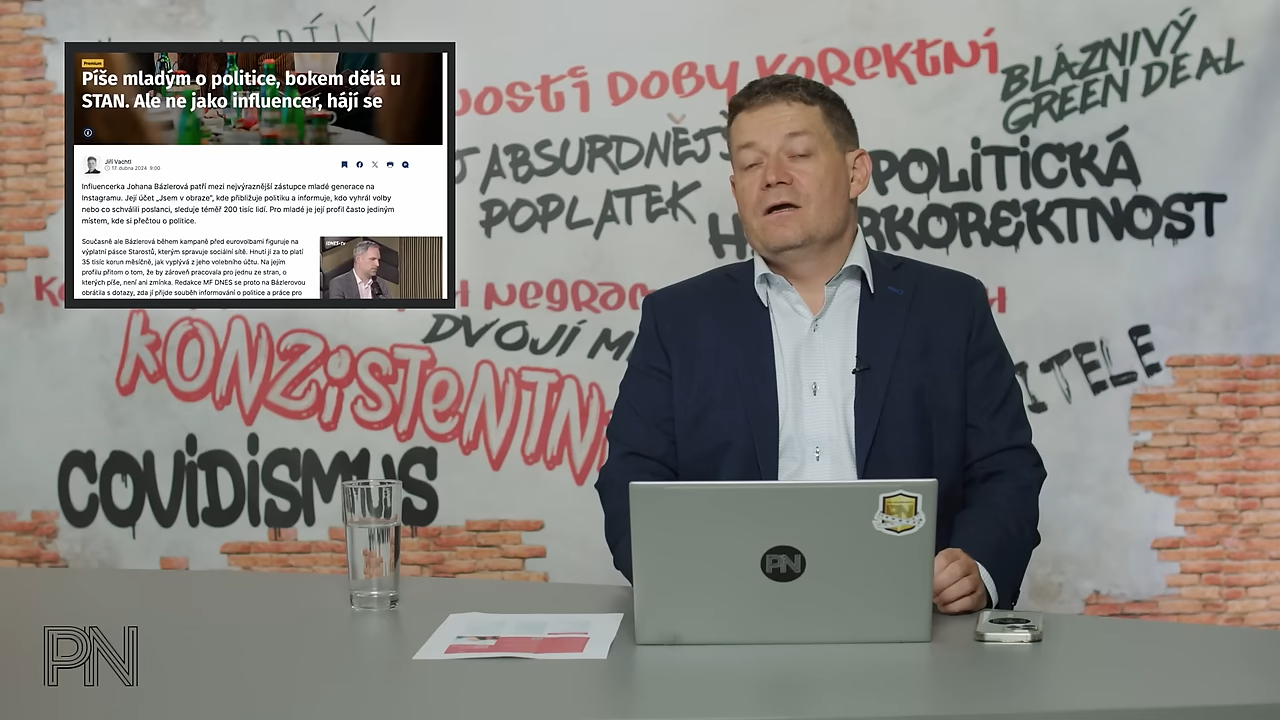 Premium
Píše mladým o politice, bokem dělá u
STAN. Ale ne jako influencer, hájí se
Jiří Vachtl
17. dubna 2024 9:00
Influencerka Johana Bázlerová patří mezi nejvýraznější zástupce mladé generace na
Instagramu. Její účet „Jsem v obraze“, kde přibližuje politiku a informuje, kdo vyhrál volby
nebo co schválili poslanci, sleduje téměř 200 tisíc lidí. Pro mladé je její profil často jediným
místem, kde si přečtou o politice.
Současně ale Bázlerová během kampaně před eurovolbami figuruje na
výplatní pásce Starostů, kterým spravuje sociální sítě. Hnutí jí za to platí
35 tisíc korun měsíčně, jak vyplývá z jeho volebního účtu. Na jejím
profilu přitom o tom, že by zároveň pracovala pro jednu ze stran, o
kterých píše, není ani zmínka. Redakce MF DNES se proto na Bázlerovou
obrátila s dotazy, zda jí přijde souběh informování o politice a práce pro
iDNES•tv
DOBY KOREKTNÍ
BLÁZNIVÝ
GREEN DEAL
ABSURDNĚJŠ
POPLATEK
POLITICKÁ
H RKOREKTNOST
NEGRA
DVOJÍ M
KONZISTENTN
ITELE
COVIDISMUS
PN
PN
PN